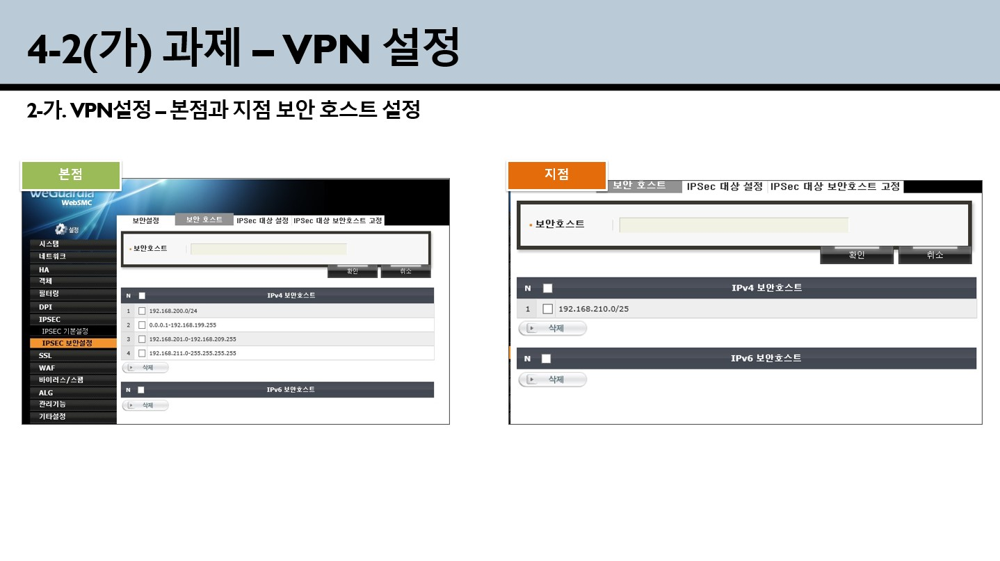 4-2(가) 과제 – VPN 설정
2-가. VPN설정 – 본점과 지점 보안 호스트 설정
본점
weGuardia
WebSMC
설정
시스템
네트워크
HA
객체
필터링
DPI
IPSEC
IPSEC 기본설정
IPSEC 보안설정
SSL
WAF
바이러스/스팸
ALG
관리기능
기타설정
보안설정 보안 호스트 IPSec 대상 설정 IPSec 대상 보안호스트 고정
보안호스트
확인 취소
N IPv4 보안호스트
1 192.168.200.0/24
2 0.0.0.1-192.168.199.255
3 192.168.201.0-192.168.209.255
4 192.168.211.0-255.255.255.255
삭제
N IPv6 보안호스트
삭제
지점
보안 호스트 IPSec 대상 설정 IPSec 대상 보안호스트 고정
보안호스트
확인 취소
N IPv4 보안호스트
1 192.168.210.0/25
삭제
N IPv6 보안호스트
삭제